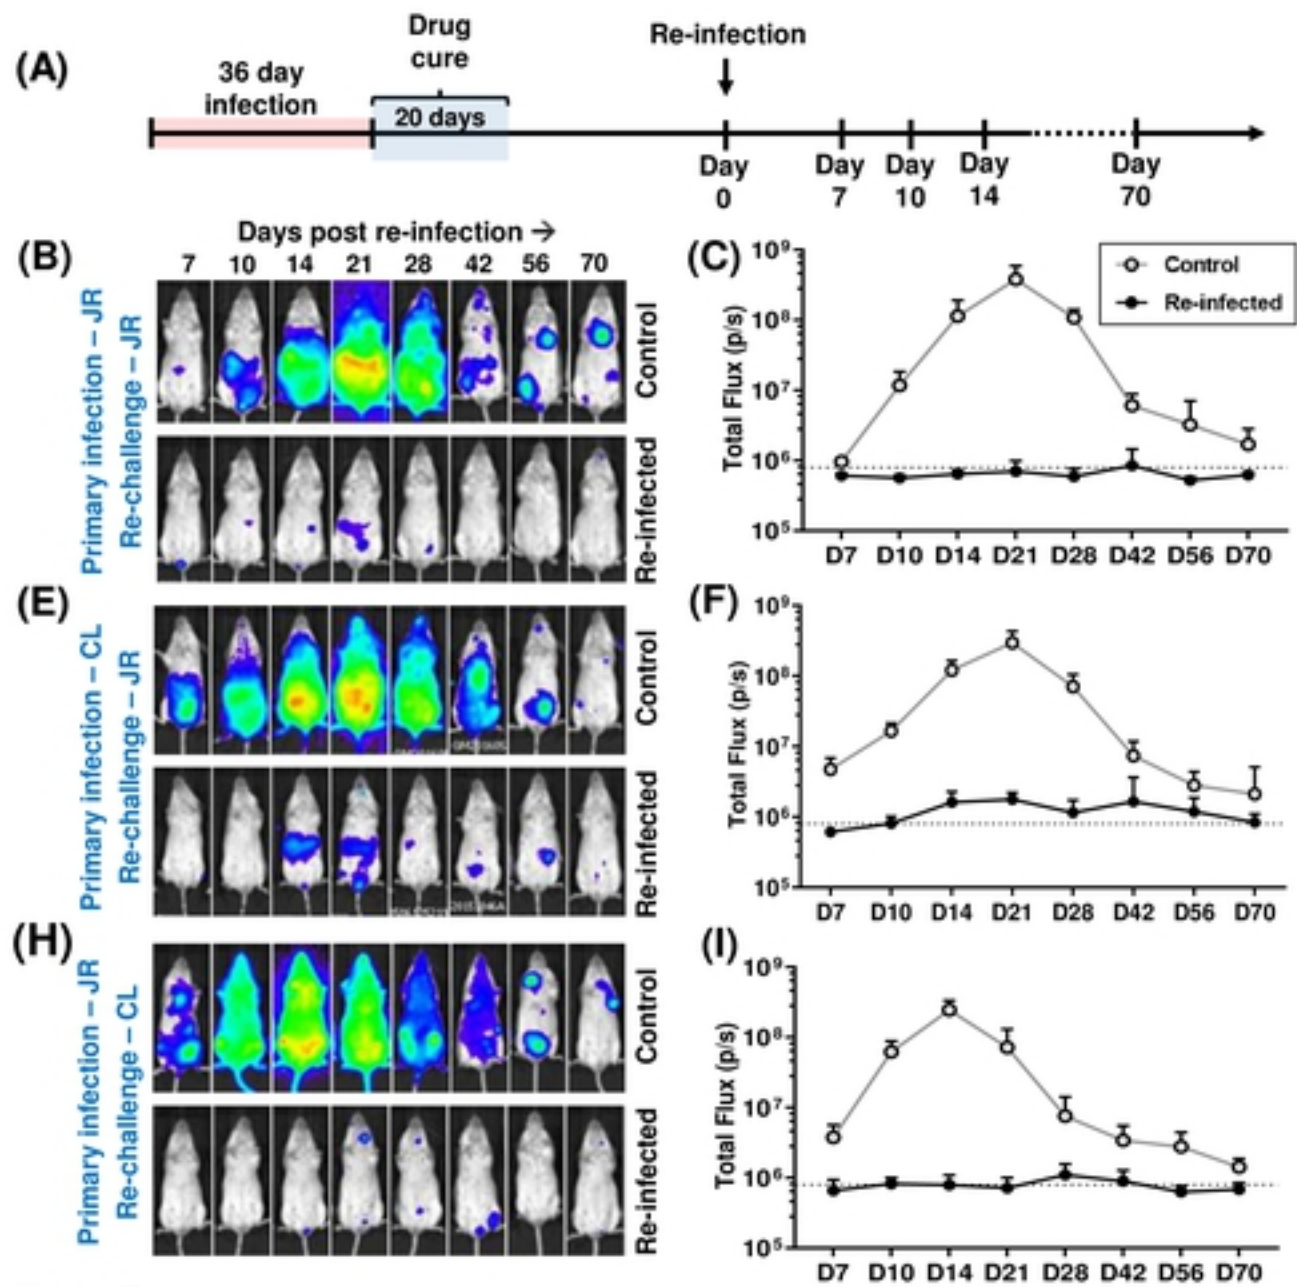 (A)
36 day
infection
Drug
cure
20 days
Re-infection
Day
0
Day
7
Day
10
Day
14
Day
70
(B)
Days post re-infection →
7 10 14 21 28 42 56 70
Primary infection – JR
Re-challenge – JR
Control
Re-infected
(C)
Control
Re-infected
Total Flux (p/s)
10⁹
10⁸
10⁷
10⁶
10⁵
D7 D10 D14 D21 D28 D42 D56 D70
(E)
Primary infection – CL
Re-challenge – JR
Control
Re-infected
(F)
Total Flux (p/s)
10⁹
10⁸
10⁷
10⁶
10⁵
D7 D10 D14 D21 D28 D42 D56 D70
(H)
Primary infection – JR
Re-challenge – CL
Control
Re-infected
(I)
Total Flux (p/s)
10⁹
10⁸
10⁷
10⁶
10⁵
D7 D10 D14 D21 D28 D42 D56 D70